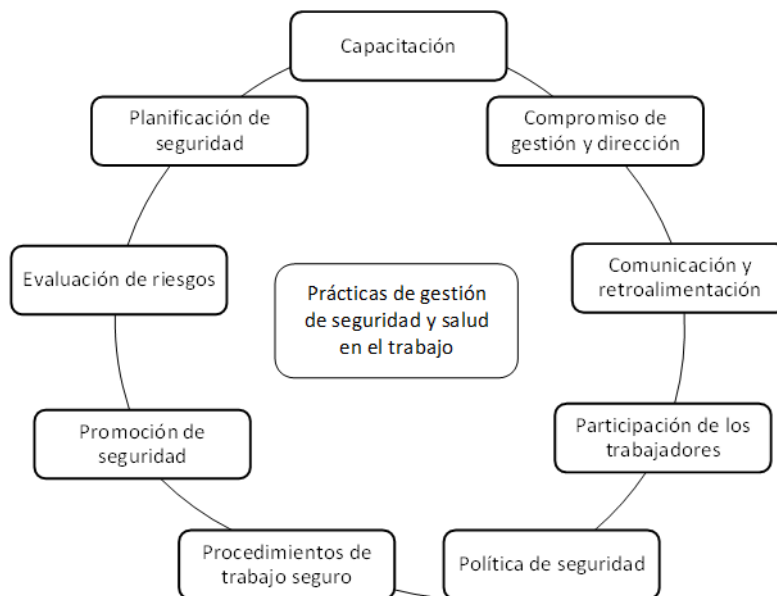 Capacitación
Planificación de
seguridad
Compromiso de
gestión y dirección
Evaluación de riesgos
Comunicación y
retroalimentación
Prácticas de gestión
de seguridad y salud
en el trabajo
Promoción de
seguridad
Participación de los
trabajadores
Procedimientos de
trabajo seguro
Política de seguridad